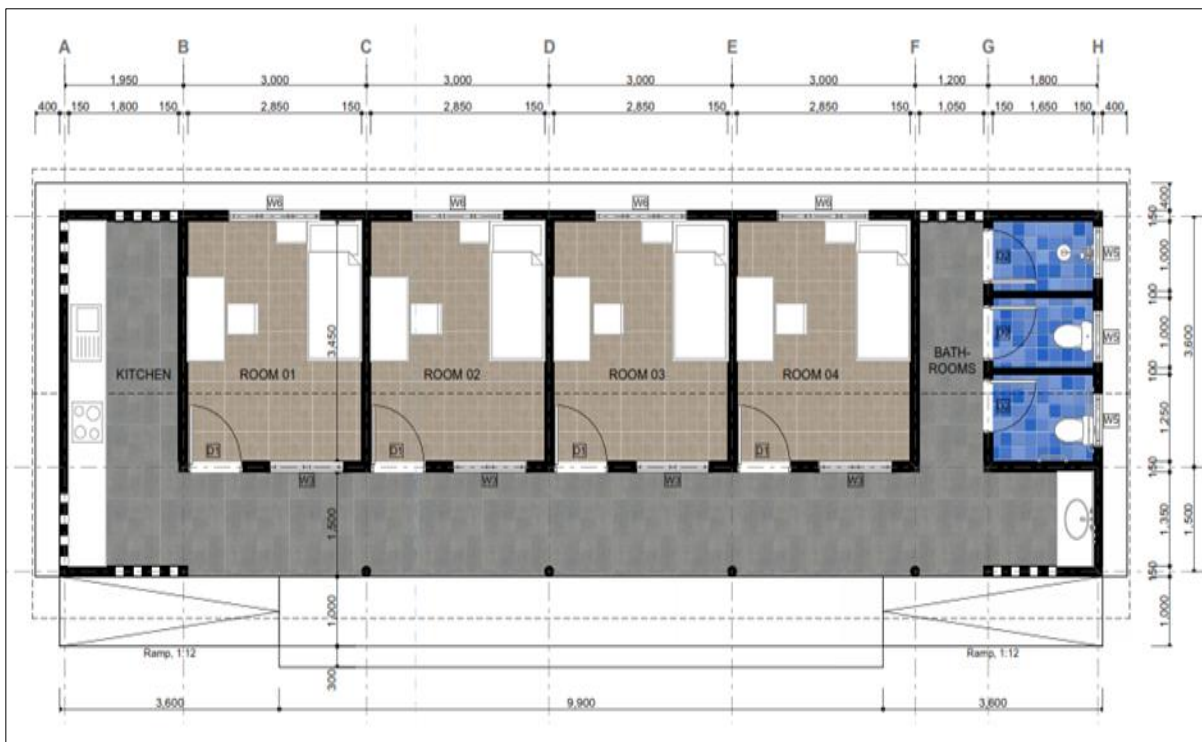 A B C D E F G H
1,950 3,000 3,000 3,000 3,000 1,200 1,800
400 150 1,800 150 2,850 150 2,850 150 2,850 150 2,850 150 1,050 150 1,650 150 400
W6 W6 W6 W6
400
150
D2 W5
1,000
100
D2 W5
1,000
3,600
3,450
KITCHEN ROOM 01 ROOM 02 ROOM 03 ROOM 04
BATH-
ROOMS
100
D2 W5
1,250
D1 D1 D1 D1
W3 W3 W3 W3
150
1,500
1,350
1,500
150
1,000
1,000
Ramp, 1:12 Ramp, 1:12
300
3,600 9,900 3,600